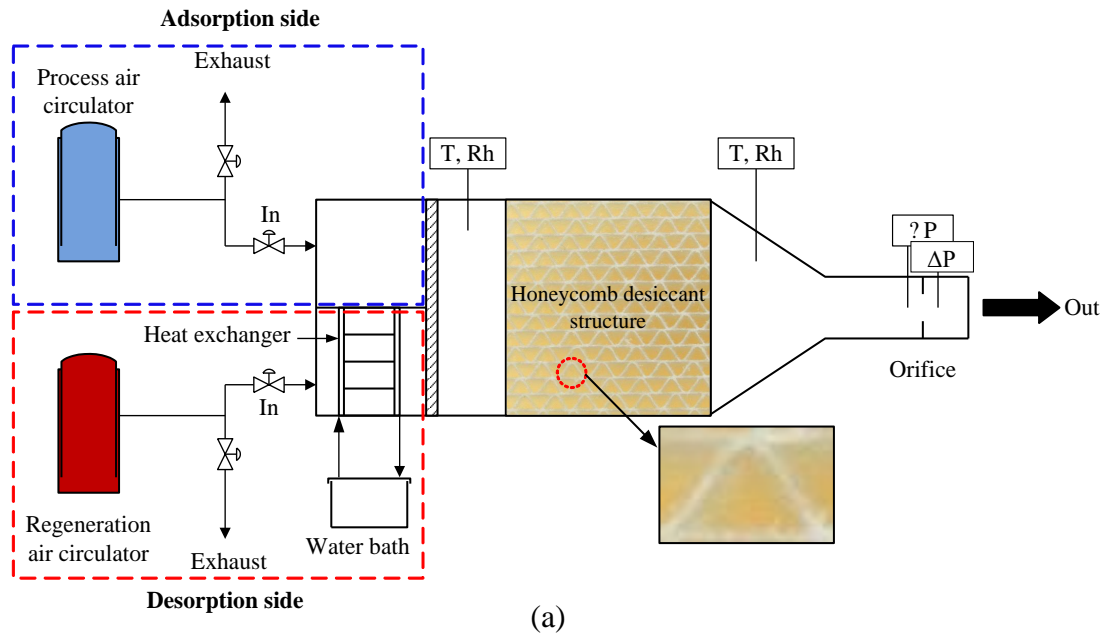 Adsorption side
Exhaust
Process air
circulator
T, Rh
T, Rh
In
? P
ΔP
Honeycomb desiccant
structure
Out
Heat exchanger
Orifice
In
Regeneration
air circulator
Water bath
Exhaust
Desorption side
(a)